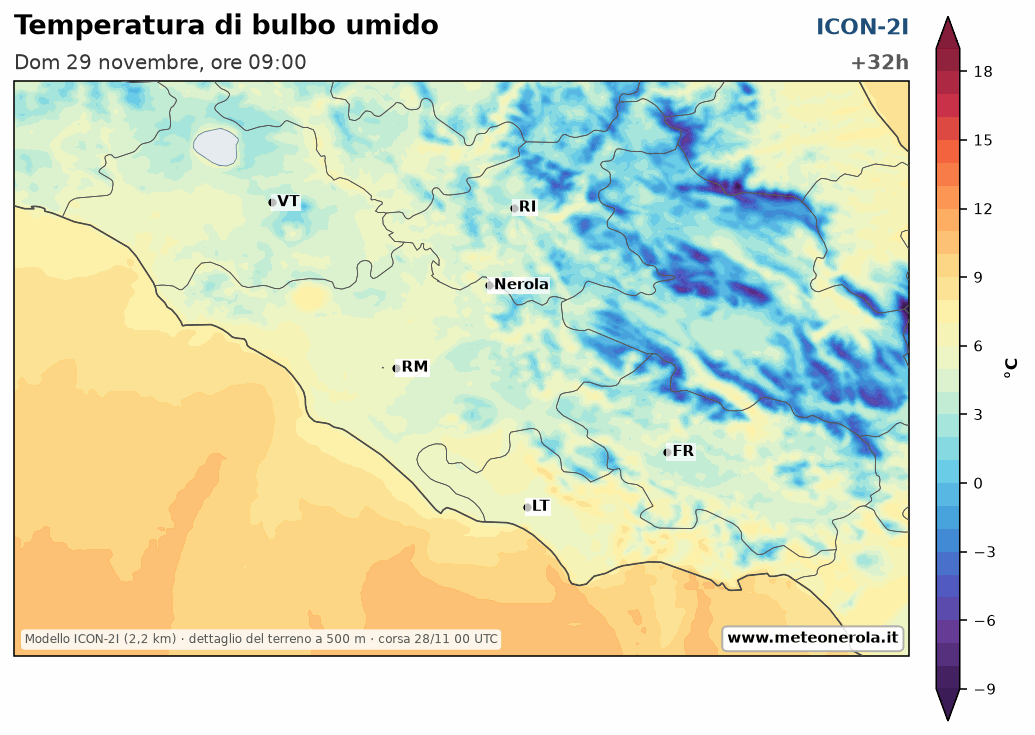 Temperatura di bulbo umido
ICON-2I
Dom 29 novembre, ore 09:00
+32h
VT
RI
Nerola
RM
FR
LT
18
15
12
9
6
3
0
−3
−6
−9
°C
Modello ICON-2I (2,2 km) · dettaglio del terreno a 500 m · corsa 28/11 00 UTC
www.meteonerola.it